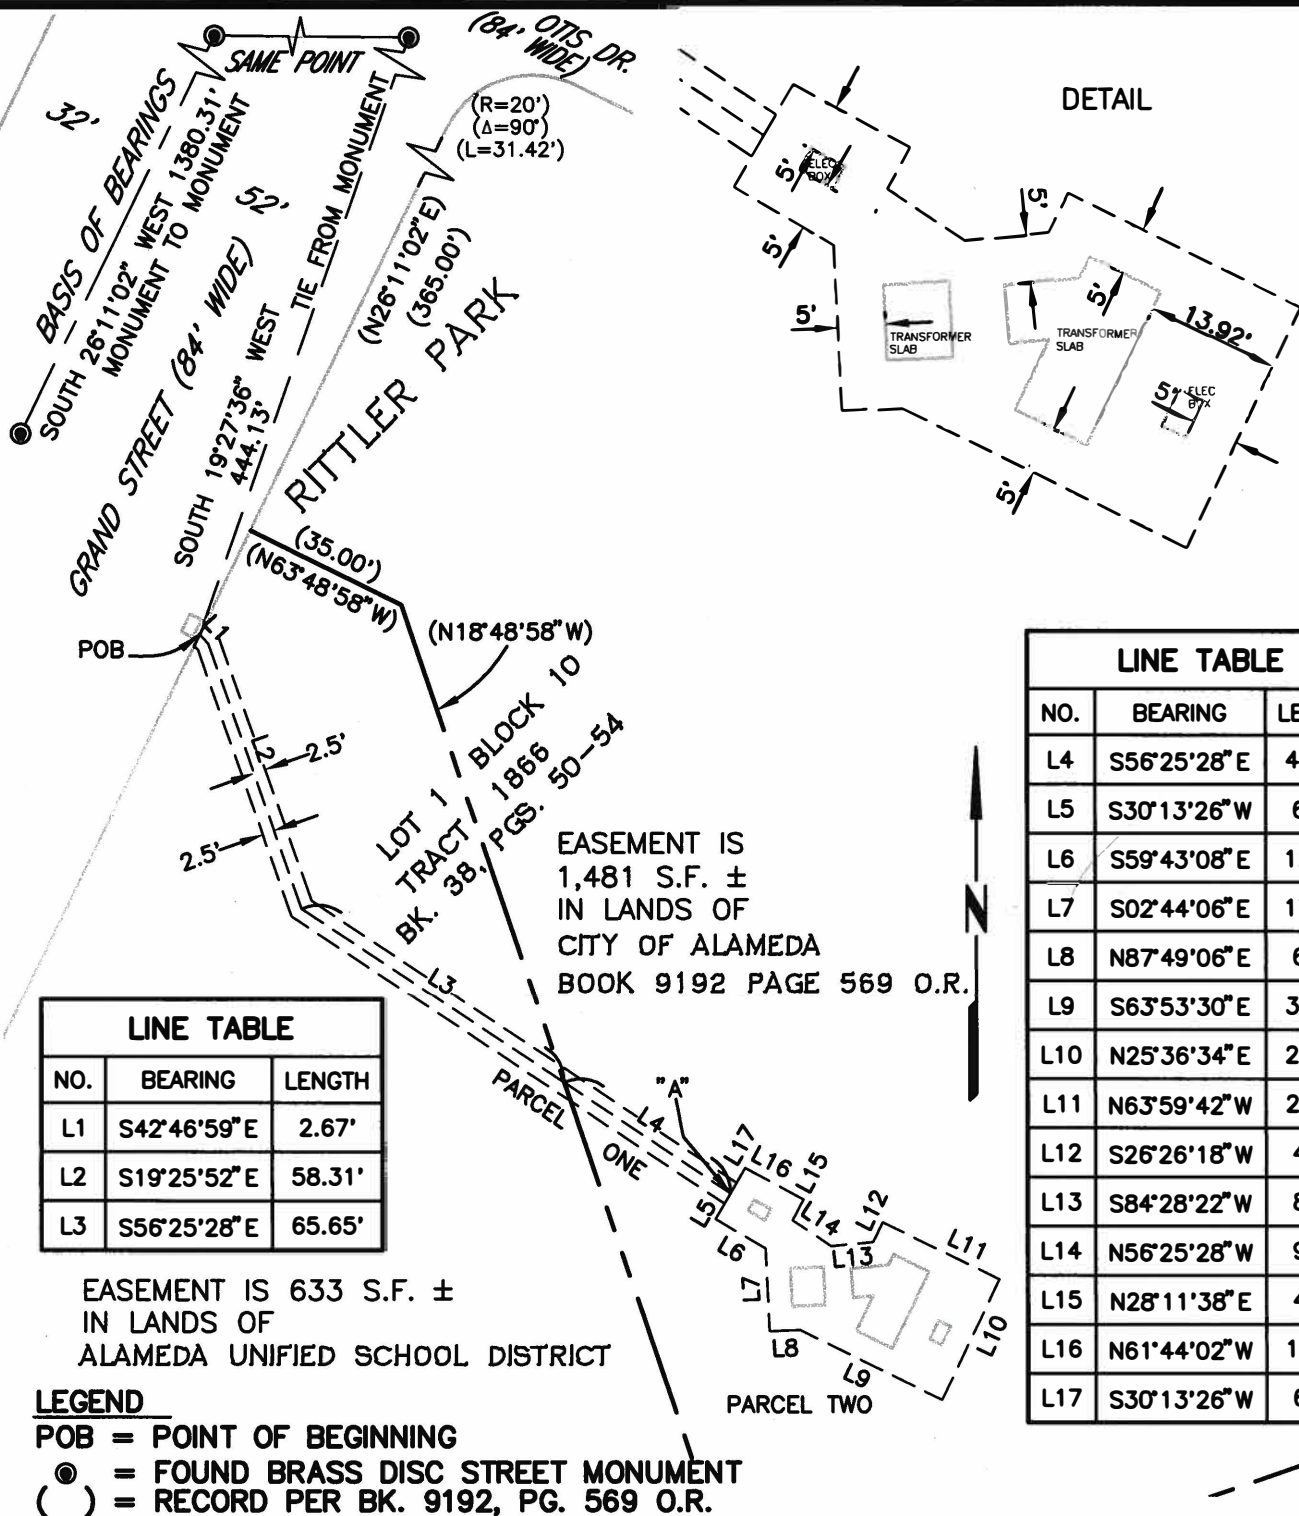 OTIS DR.
(84' WIDE)
SAME POINT
32'
52'
BASIS OF BEARINGS
SOUTH 26°11'02" WEST 1380.31'
MONUMENT TO MONUMENT
GRAND STREET (84' WIDE)
SOUTH 19°27'36" WEST
444.13'
TIE FROM MONUMENT
(R=20')
(Δ=90°)
(L=31.42')
(N26°11'02"E)
(365.00')
RITTLER PARK
(35.00')
(N63°48'58"W)
(N18°48'58"W)
POB
L1
L2
2.5'
2.5'
LOT 1 BLOCK 10
TRACT 1866
BK. 38, PGS. 50-54
DETAIL
ELEC
BOX
5'
5'
5'
5'
TRANSFORMER
SLAB
5'
TRANSFORMER
SLAB
13.92'
5'
ELEC
5'
EASEMENT IS
1,481 S.F. ±
IN LANDS OF
CITY OF ALAMEDA
BOOK 9192 PAGE 569 O.R.
N
L3
PARCEL ONE
L4
"A"
L17
L16
L15
L14
L12
L13
L11
L5
L6
L7
L8
L9
L10
PARCEL TWO
LINE TABLE
NO. BEARING LENGTH
L1 S42°46'59"E 2.67'
L2 S19°25'52"E 58.31'
L3 S56°25'28"E 65.65'
EASEMENT IS 633 S.F. ±
IN LANDS OF
ALAMEDA UNIFIED SCHOOL DISTRICT
LEGEND
POB = POINT OF BEGINNING
= FOUND BRASS DISC STREET MONUMENT
( ) = RECORD PER BK. 9192, PG. 569 O.R.
LINE TABLE
NO. BEARING
L4 S56°25'28"E
L5 S30°13'26"W
L6 S59°43'08"E
L7 S02°44'06"E
L8 N87°49'06"E
L9 S63°53'30"E
L10 N25°36'34"E
L11 N63°59'42"W
L12 S26°26'18"W
L13 S84°28'22"W
L14 N56°25'28"W
L15 N28°11'38"E
L16 N61°44'02"W
L17 S30°13'26"W